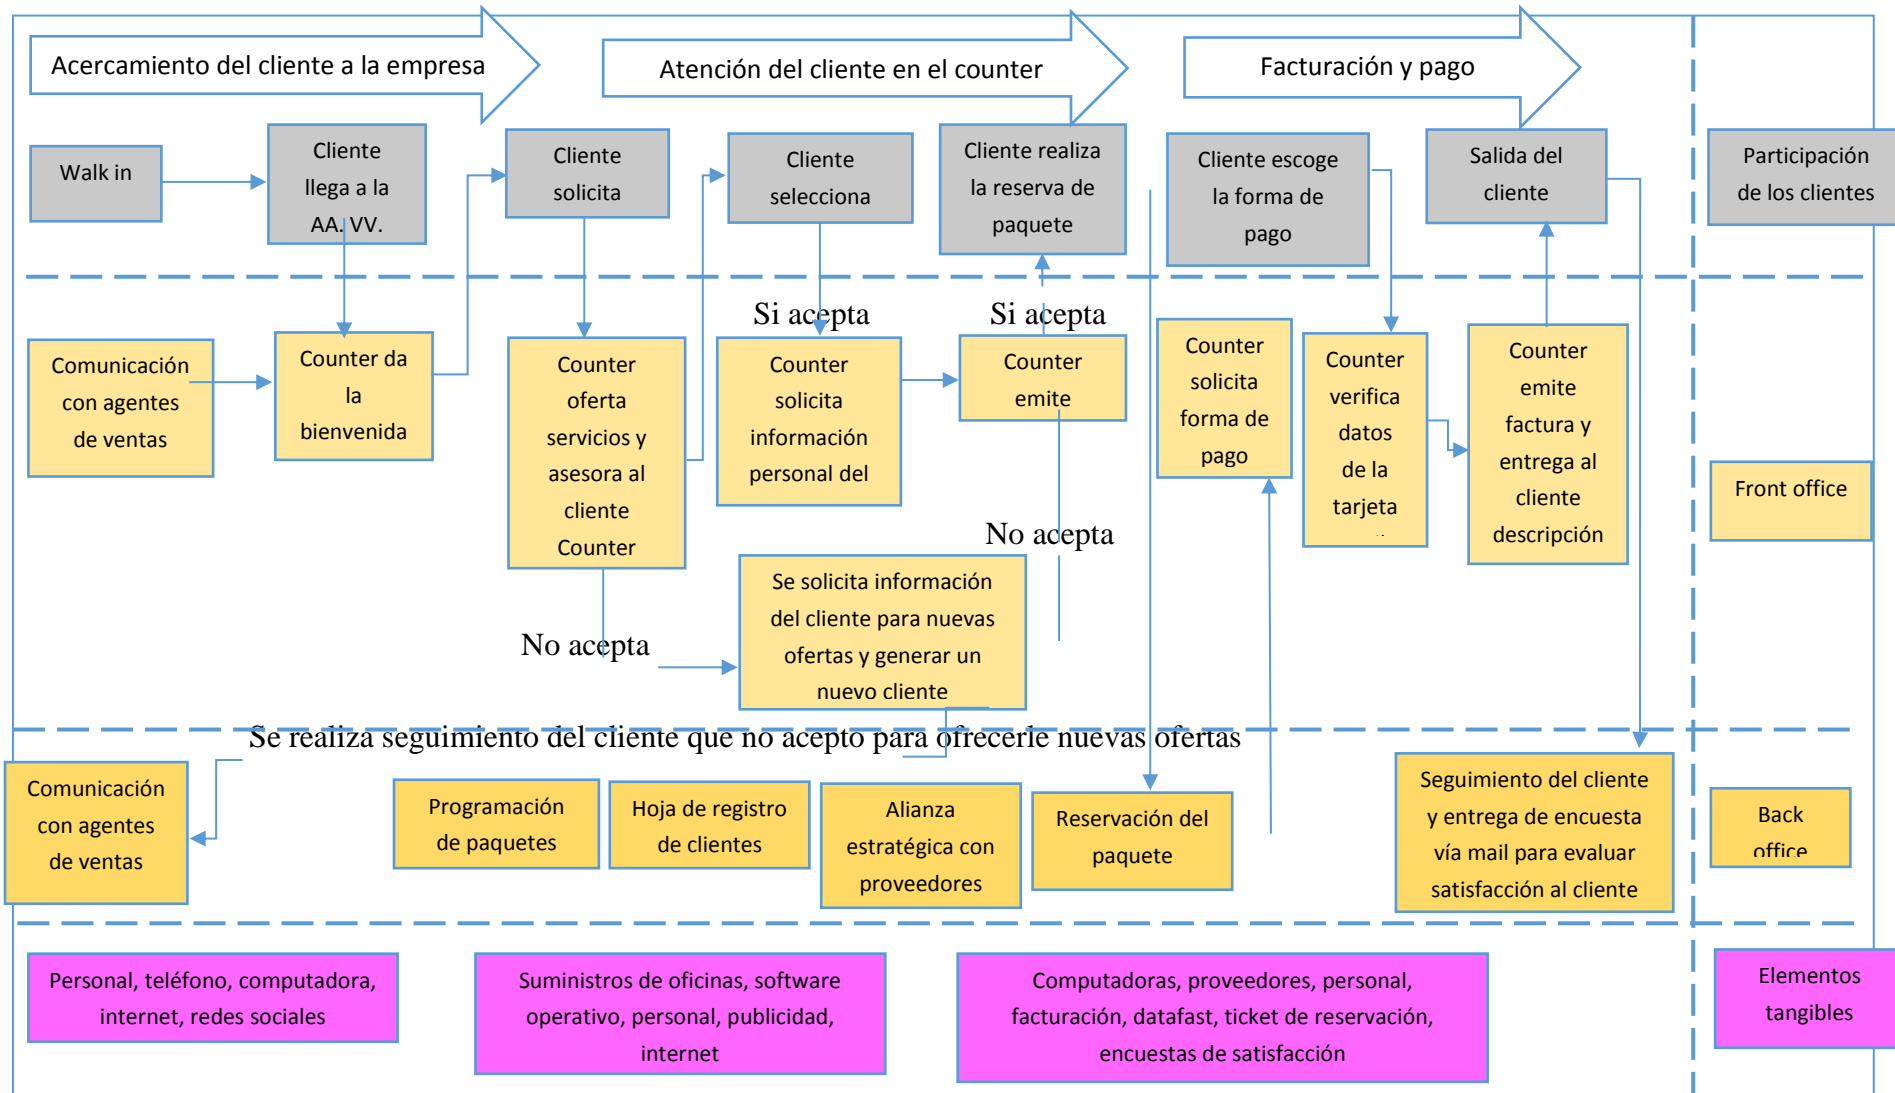 Acercamiento del cliente a la empresa
Atención del cliente en el counter
Facturación y pago
Walk in
Cliente
llega a la
AA. VV.
Cliente
solicita
Cliente
selecciona
Cliente realiza
la reserva de
paquete
Cliente escoge
la forma de
pago
Salida del
cliente
Participación
de los clientes
Si acepta
Si acepta
Comunicación
con agentes
de ventas
Counter da
la
bienvenida
Counter
oferta
servicios y
asesora al
cliente
Counter
Counter
solicita
información
personal del
Counter
emite
Counter
solicita
forma de
pago
Counter
verifica
datos
de la
tarjeta
Counter
emite
factura y
entrega al
cliente
descripción
Front office
No acepta
Se solicita información
del cliente para nuevas
ofertas y generar un
nuevo cliente
No acepta
Se realiza seguimiento del cliente que no acepto para ofrecerle nuevas ofertas
Comunicación
con agentes
de ventas
Programación
de paquetes
Hoja de registro
de clientes
Alianza
estratégica con
proveedores
Reservación del
paquete
Seguimiento del cliente
y entrega de encuesta
vía mail para evaluar
satisfacción al cliente
Back
office
Personal, teléfono, computadora,
internet, redes sociales
Suministros de oficinas, software
operativo, personal, publicidad,
internet
Computadoras, proveedores, personal,
facturación, datafast, ticket de reservación,
encuestas de satisfacción
Elementos
tangibles